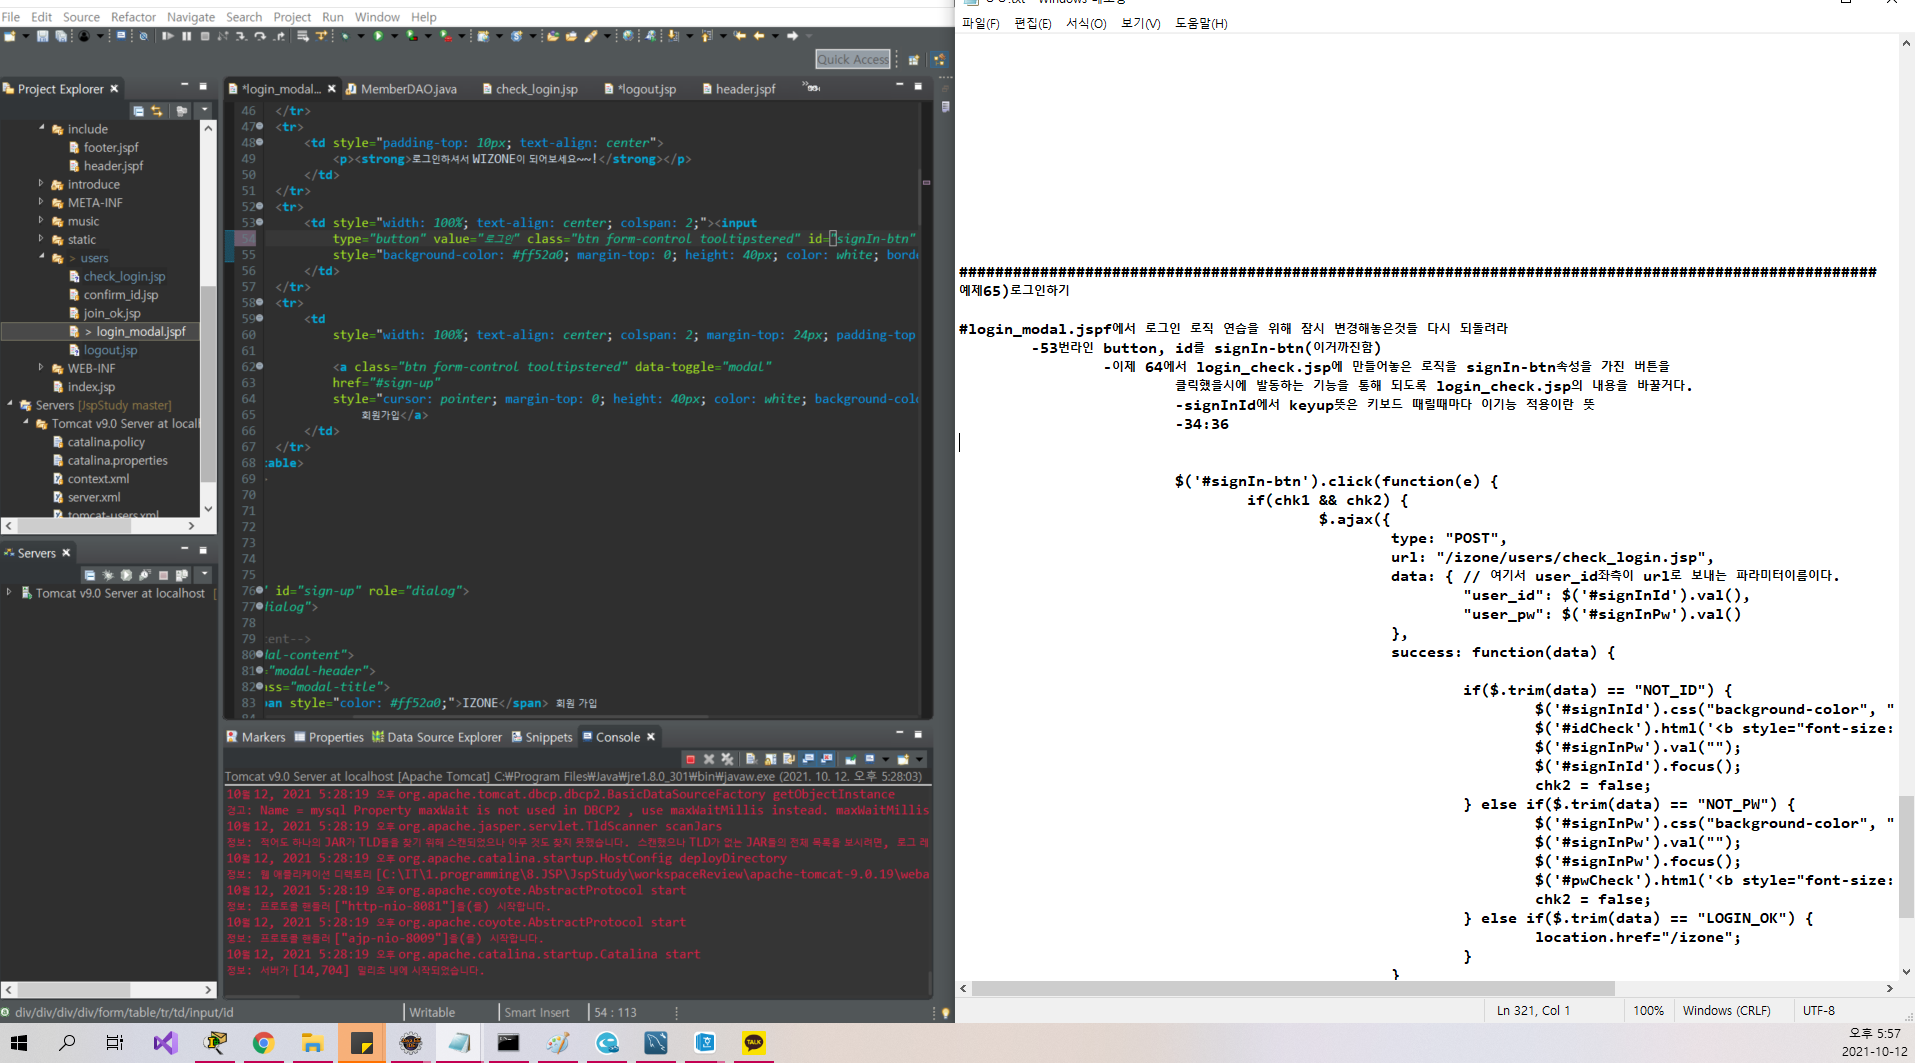 File Edit Source Refactor Navigate Search Project Run Window Help
Quick Access
Project Explorer
include
footer.jspf
header.jspf
introduce
META-INF
music
static
> users
check_login.jsp
confirm_id.jsp
join_ok.jsp
> login_modal.jspf
logout.jsp
WEB-INF
index.jsp
Servers [JspStudy master]
Tomcat v9.0 Server at locall
catalina.policy
catalina.properties
context.xml
server.xml
tomcat-users.xml
Servers
Tomcat v9.0 Server at localhost [
*login_modal... MemberDAO.java check_login.jsp *logout.jsp header.jspf
46 </tr>
47 <tr>
48 <td style="padding-top: 10px; text-align: center">
49 <p><strong>로그인하셔서 WIZONE이 되어보세요~~!</strong></p>
50 </td>
51 </tr>
52 <tr>
53 <td style="width: 100%; text-align: center; colspan: 2;"><input
54 type="button" value="로그인" class="btn form-control tooltipstered" id="signIn-btn"
55 style="background-color: #ff52a0; margin-top: 0; height: 40px; color: white; bord
56 </td>
57 </tr>
58 <tr>
59 <td
60 style="width: 100%; text-align: center; colspan: 2; margin-top: 24px; padding-top
61
62 <a class="btn form-control tooltipstered" data-toggle="modal"
63 href="#sign-up"
64 style="cursor: pointer; margin-top: 0; height: 40px; color: white; background-col
65 회원가입</a>
66 </td>
67 </tr>
68 table>
69
70
71
72
73
74
75
76 " id="sign-up" role="dialog">
77 dialog">
78
79 tent-->
80 dal-content">
81 "modal-header">
82 ass="modal-title">
83 pan style="color: #ff52a0;">IZONE</span> 회원 가입
84
Markers Properties Data Source Explorer Snippets Console
Tomcat v9.0 Server at localhost [Apache Tomcat] C:₩Program Files₩Java₩jre1.8.0_301₩bin₩javaw.exe (2021. 10. 12. 오후 5:28:03)
10월 12, 2021 5:28:19 오후 org.apache.tomcat.dbcp.dbcp2.BasicDataSourceFactory getObjectInstance
경고: Name = mysql Property maxWait is not used in DBCP2 , use maxWaitMillis instead. maxWaitMillis
10월 12, 2021 5:28:19 오후 org.apache.jasper.servlet.TldScanner scanJars
정보: 적어도 하나의 JAR가 TLD들을 찾기 위해 스캔되었으나 아무 것도 찾지 못했습니다. 스캔했으나 TLD가 없는 JAR들의 전체 목록을 보시려면, 로그 레
10월 12, 2021 5:28:19 오후 org.apache.catalina.startup.HostConfig deployDirectory
정보: 웹 애플리케이션 디렉토리 [C:\IT\1.programming\8.JSP\JspStudy\workspaceReview\apache-tomcat-9.0.19\weba
10월 12, 2021 5:28:19 오후 org.apache.coyote.AbstractProtocol start
정보: 프로토콜 핸들러 ["http-nio-8081"]을(를) 시작합니다.
10월 12, 2021 5:28:19 오후 org.apache.coyote.AbstractProtocol start
정보: 프로토콜 핸들러 ["ajp-nio-8009"]을(를) 시작합니다.
10월 12, 2021 5:28:19 오후 org.apache.catalina.startup.Catalina start
정보: 서버가 [14,704] 밀리초 내에 시작되었습니다.
div/div/div/div/form/table/tr/td/input/id Writable Smart Insert 54 : 113
파일(F) 편집(E) 서식(O) 보기(V) 도움말(H)
######################################################################################################
예제65)로그인하기
#login_modal.jspf에서 로그인 로직 연습을 위해 잠시 변경해놓은것들 다시 되돌려라
-53번라인 button, id를 signIn-btn(이거까진함)
-이제 64에서 login_check.jsp에 만들어놓은 로직을 signIn-btn속성을 가진 버튼을
클릭했을시에 발동하는 기능을 통해 되도록 login_check.jsp의 내용을 바꿀거다.
-signInId에서 keyup뜻은 키보드 때릴때마다 이기능 적용이란 뜻
-34:36
$('#signIn-btn').click(function(e) {
if(chk1 && chk2) {
$.ajax({
type: "POST",
url: "/izone/users/check_login.jsp",
data: { // 여기서 user_id좌측이 url로 보내는 파라미터이름이다.
"user_id": $('#signInId').val(),
"user_pw": $('#signInPw').val()
},
success: function(data) {
if($.trim(data) == "NOT_ID") {
$('#signInId').css("background-color", "
$('#idCheck').html('<b style="font-size:
$('#signInPw').val("");
$('#signInId').focus();
chk2 = false;
} else if($.trim(data) == "NOT_PW") {
$('#signInPw').css("background-color", "
$('#signInPw').val("");
$('#signInPw').focus();
$('#pwCheck').html('<b style="font-size:
chk2 = false;
} else if($.trim(data) == "LOGIN_OK") {
location.href="/izone";
}
}
Ln 321, Col 1 100% Windows (CRLF) UTF-8
TALK
오후 5:57
2021-10-12